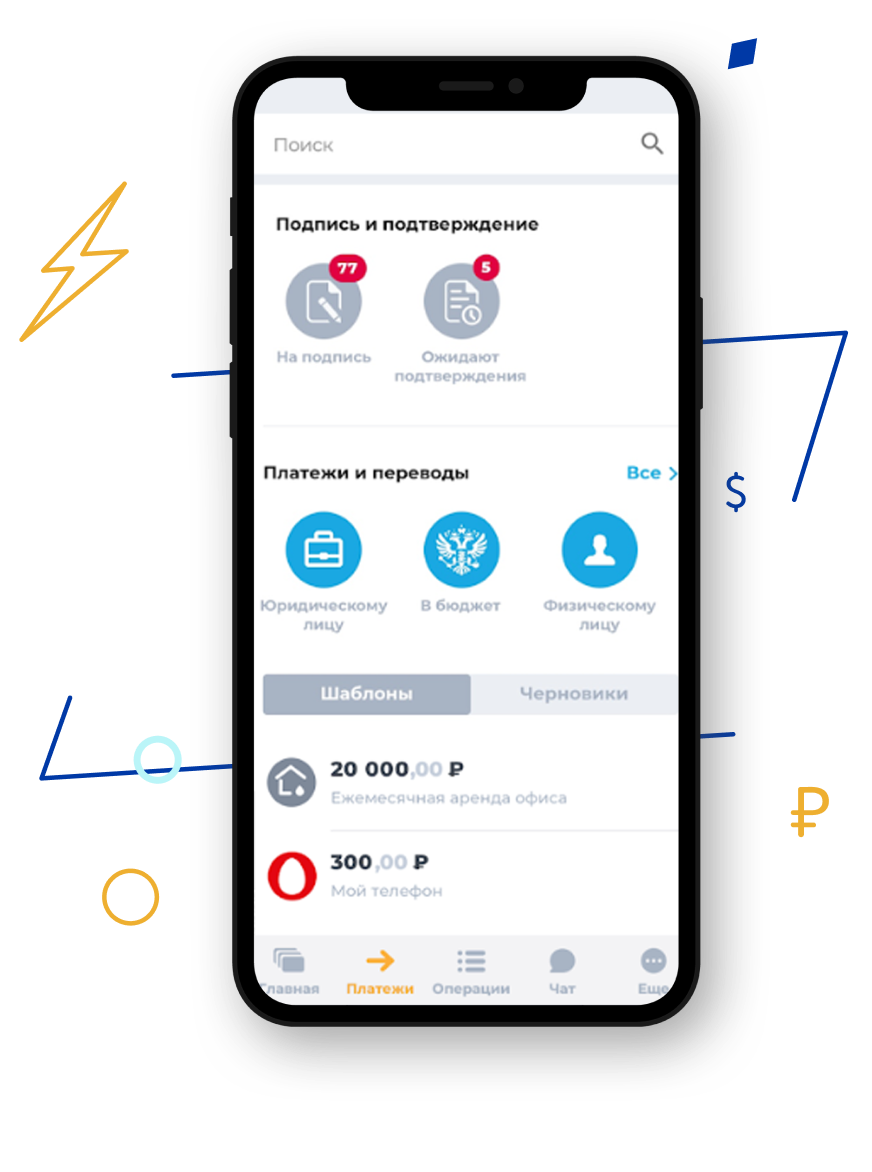 Поиск
Подпись и подтверждение
77
5
На подпись
Ожидают
подтверждения
Платежи и переводы
Все
Юридическому
лицу
В бюджет
Физическому
лицу
Шаблоны
Черновики
20 000,00 ₽
Ежемесячная аренда офиса
300,00 ₽
Мой телефон
Главная
Платежи
Операции
Чат
Еще
$
₽